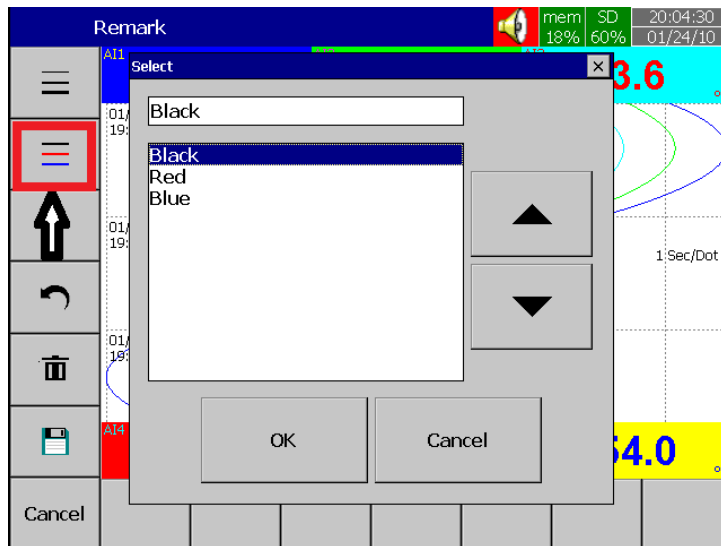 Remark
mem
18%
SD
60%
20:04:30
01/24/10
AI1
Select
3.6
Black
Black
Red
Blue
01/
19:
01/
19:
1 Sec/Dot
01/
19:
AI4
OK
Cancel
54.0
Cancel